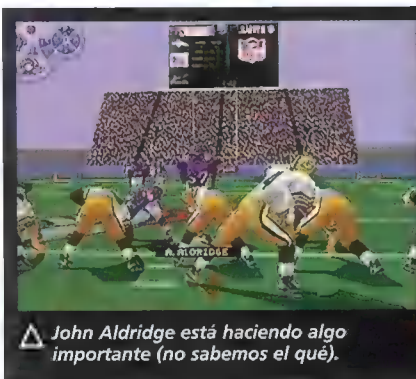 A. ALDRIDGE
John Aldridge está haciendo algo
importante (no sabemos el qué).